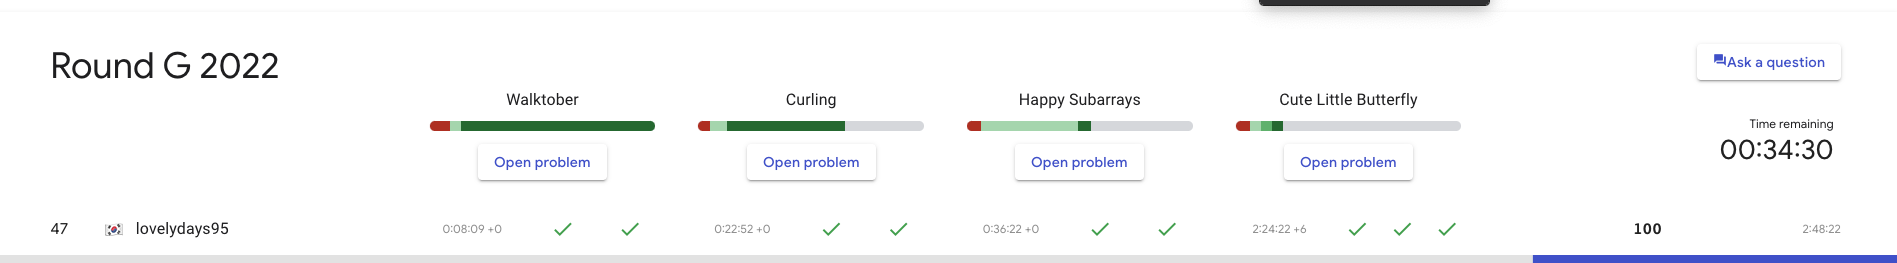 Round G 2022
Ask a question
Walktober
Curling
Happy Subarrays
Cute Little Butterfly
Time remaining
00:34:30
Open problem
Open problem
Open problem
Open problem
47 lovelydays95 0:08:09 +0 0:22:52 +0 0:36:22 +0 2:24:22 +6 100 2:48:22